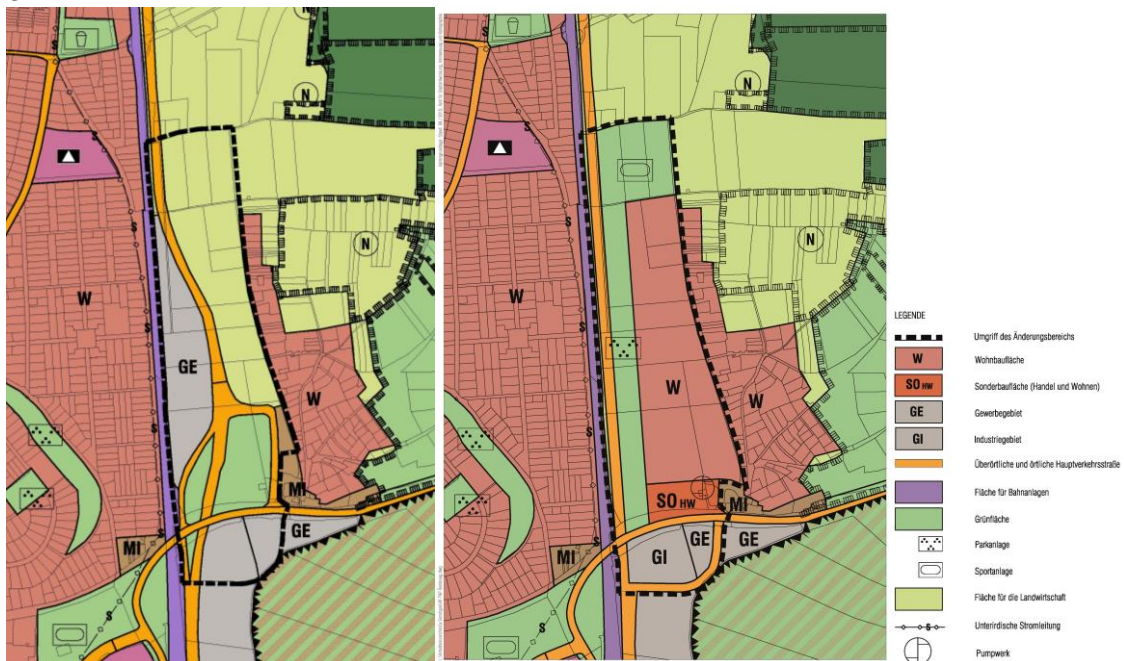 N
N
S
S
W
GE
W
MI
GE
MI
S
N
N
S
S
W
W
W
S
SO HW
MI
GE
GI
GE
MI
S
LEGENDE
Umgriff des Änderungsbereichs
W Wohnbaufläche
SO HW Sonderbaufläche (Handel und Wohnen)
GE Gewerbegebiet
GI Industriegebiet
Überörtliche und örtliche Hauptverkehrsstraße
Fläche für Bahnanlagen
Grünfläche
Parkanlage
Sportanlage
Fläche für die Landwirtschaft
S Unterirdische Stromleitung
Pumpwerk